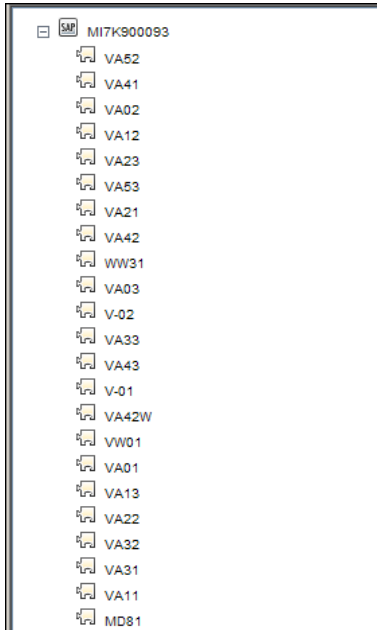 SAP MI7K900093
VA52
VA41
VA02
VA12
VA23
VA53
VA21
VA42
WW31
VA03
V-02
VA33
VA43
V-01
VA42W
VW01
VA01
VA13
VA22
VA32
VA31
VA11
MD81